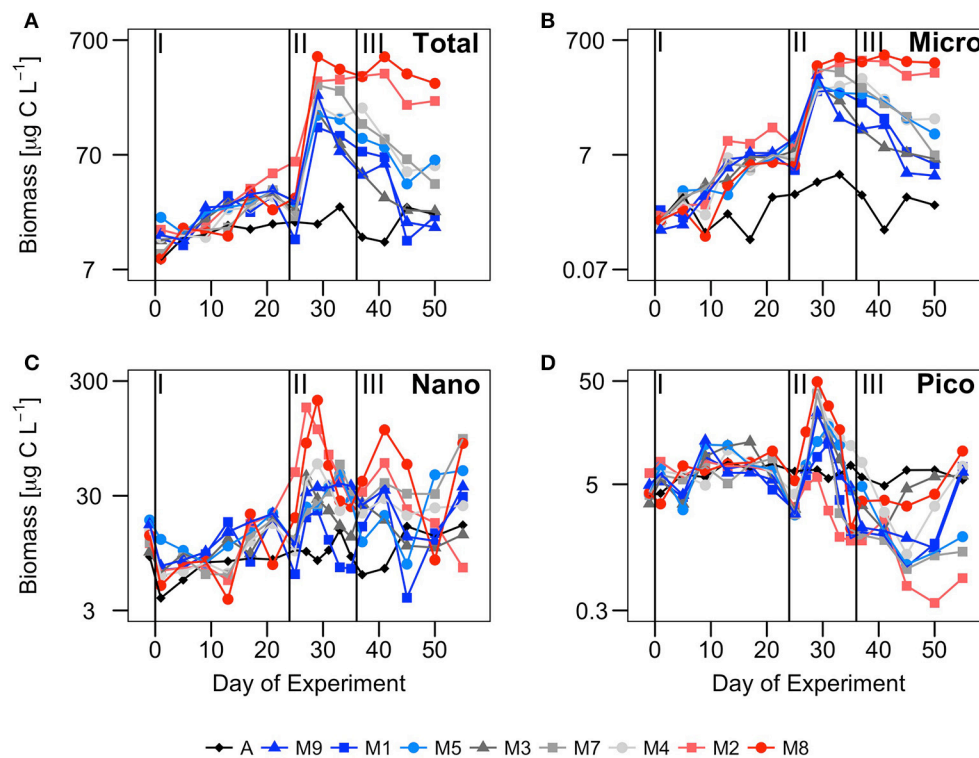 A
I II III Total
700
70
7
Biomass [µg C L⁻¹]
0 10 20 30 40 50
B
I II III Micro
700
7
0.07
0 10 20 30 40 50
C
I II III Nano
300
30
3
Biomass [µg C L⁻¹]
0 10 20 30 40 50
Day of Experiment
D
I II III Pico
50
5
0.3
0 10 20 30 40 50
Day of Experiment
A M9 M1 M5 M3 M7 M4 M2 M8